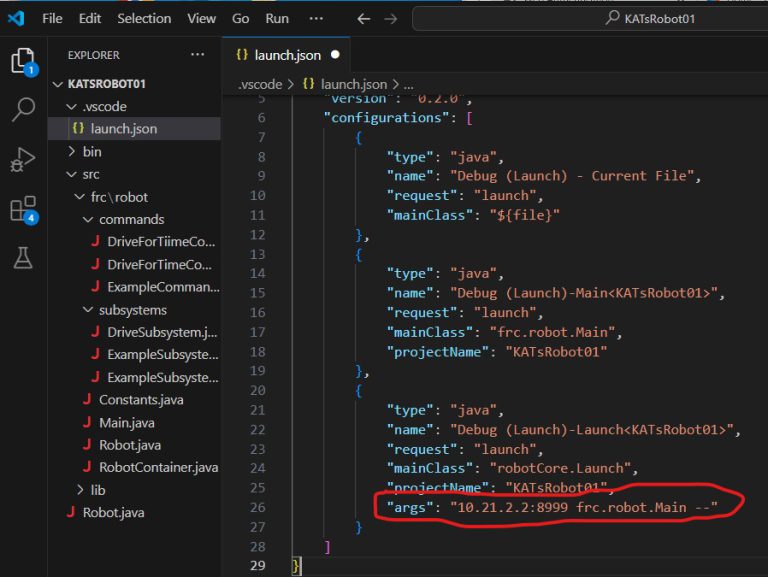 File Edit Selection View Go Run ··· ← → KATsRobot01
EXPLORER ···
1
KATSROBOT01
.vscode
{} launch.json
bin
src
frc\robot
commands
J DriveForTiimeCo...
J DriveForTimeCo...
J ExampleComman...
subsystems
J DriveSubsystem.j...
J ExampleSubsyste...
J ExampleSubsyste...
J Constants.java
J Main.java
J Robot.java
J RobotContainer.java
lib
J Robot.java
4
{} launch.json ●
.vscode > {} launch.json > ...
5 "version": "0.2.0",
6 "configurations": [
7 {
8 "type": "java",
9 "name": "Debug (Launch) - Current File",
10 "request": "launch",
11 "mainClass": "${file}"
12 },
13 {
14 "type": "java",
15 "name": "Debug (Launch)-Main<KATsRobot01>",
16 "request": "launch",
17 "mainClass": "frc.robot.Main",
18 "projectName": "KATsRobot01"
19 },
20 {
21 "type": "java",
22 "name": "Debug (Launch)-Launch<KATsRobot01>",
23 "request": "launch",
24 "mainClass": "robotCore.Launch",
25 "projectName": "KATsRobot01",
26 "args": "10.21.2.2:8999 frc.robot.Main --"
27 }
28 ]
29 }